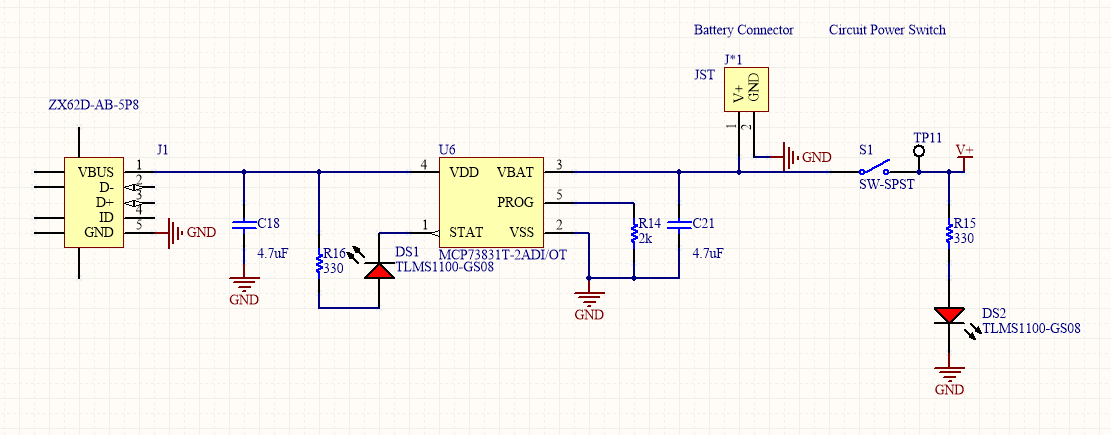 Battery Connector
Circuit Power Switch
J*1
JST
V+
GND
1
2
GND
ZX62D-AB-5P8
J1
VBUS 1
D- 2
D+ 3
ID 4
GND 5
GND
C18
4.7uF
GND
R16
330
DS1
TLMS1100-GS08
U6
4 VDD VBAT 3
PROG 5
1 STAT VSS 2
MCP73831T-2ADI/OT
R14
2k
C21
4.7uF
GND
S1
SW-SPST
TP11
V+
R15
330
DS2
TLMS1100-GS08
GND